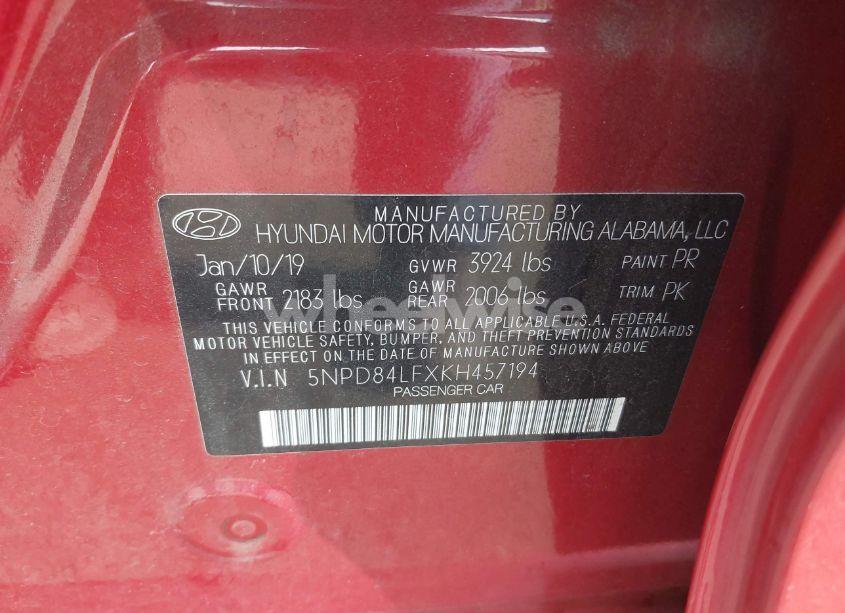 MANUFACTURED BY
HYUNDAI MOTOR MANUFACTURING ALABAMA, LLC
Jan/10/19 GVWR 3924 lbs PAINT PR
GAWR FRONT 2183 lbs GAWR REAR 2006 lbs TRIM PK
wheelwise
THIS VEHICLE CONFORMS TO ALL APPLICABLE U.S.A. FEDERAL
MOTOR VEHICLE SAFETY, BUMPER, AND THEFT PREVENTION STANDARDS
IN EFFECT ON THE DATE OF MANUFACTURE SHOWN ABOVE
V.I.N 5NPD84LFXKH457194
PASSENGER CAR